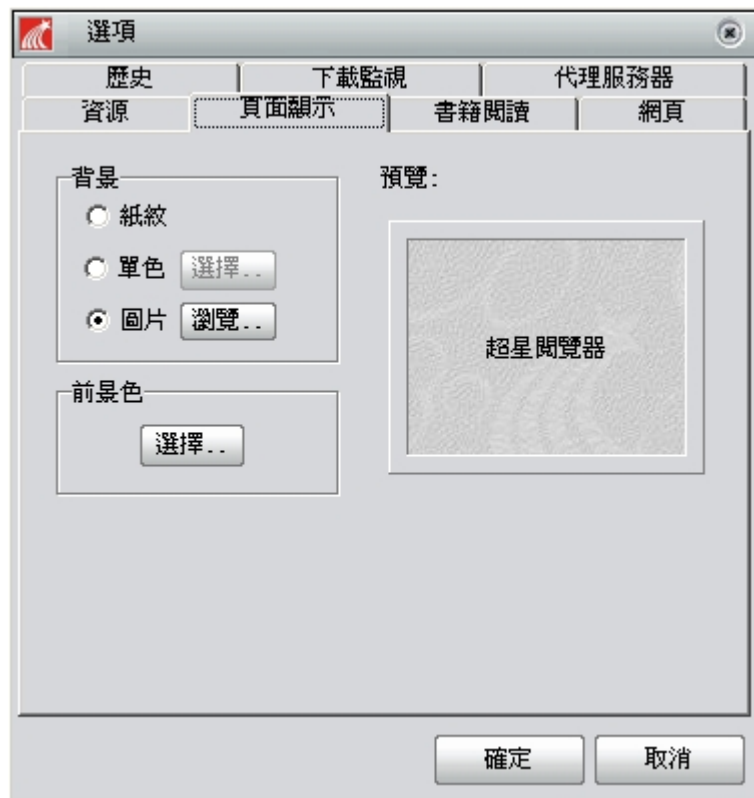 選項
歷史 下載監視 代理服務器
資源 頁面顯示 書籍閱讀 網頁
背景 預覽:
紙紋
單色 選擇..
圖片 瀏覽..
超星閱覽器
前景色
選擇..
確定 取消